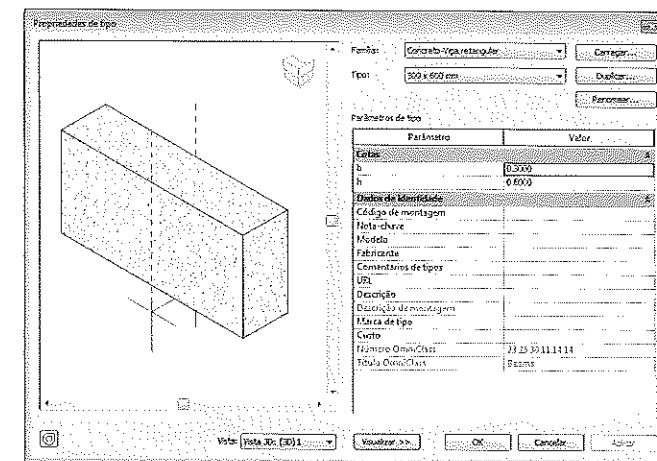 Propriedades de tipo
Família: Concreto-Viga retangular Carregar...
Tipo: 300 x 600 mm Duplicar...
Renomear...
Parâmetros de tipo
Parâmetro Valor
Cotas
b 0.3000
h 0.6000
Dados de identidade
Código de montagem
Nota-chave
Modelo
Fabricante
Comentários de tipos
URL
Descrição
Descrição da montagem
Marca de tipo
Custo
Número OmniClass 23.25.30.11.14.14
Título OmniClass Beams
Vista: Vista 3D: {3D} 1 Visualizar >> OK Cancelar Aplicar